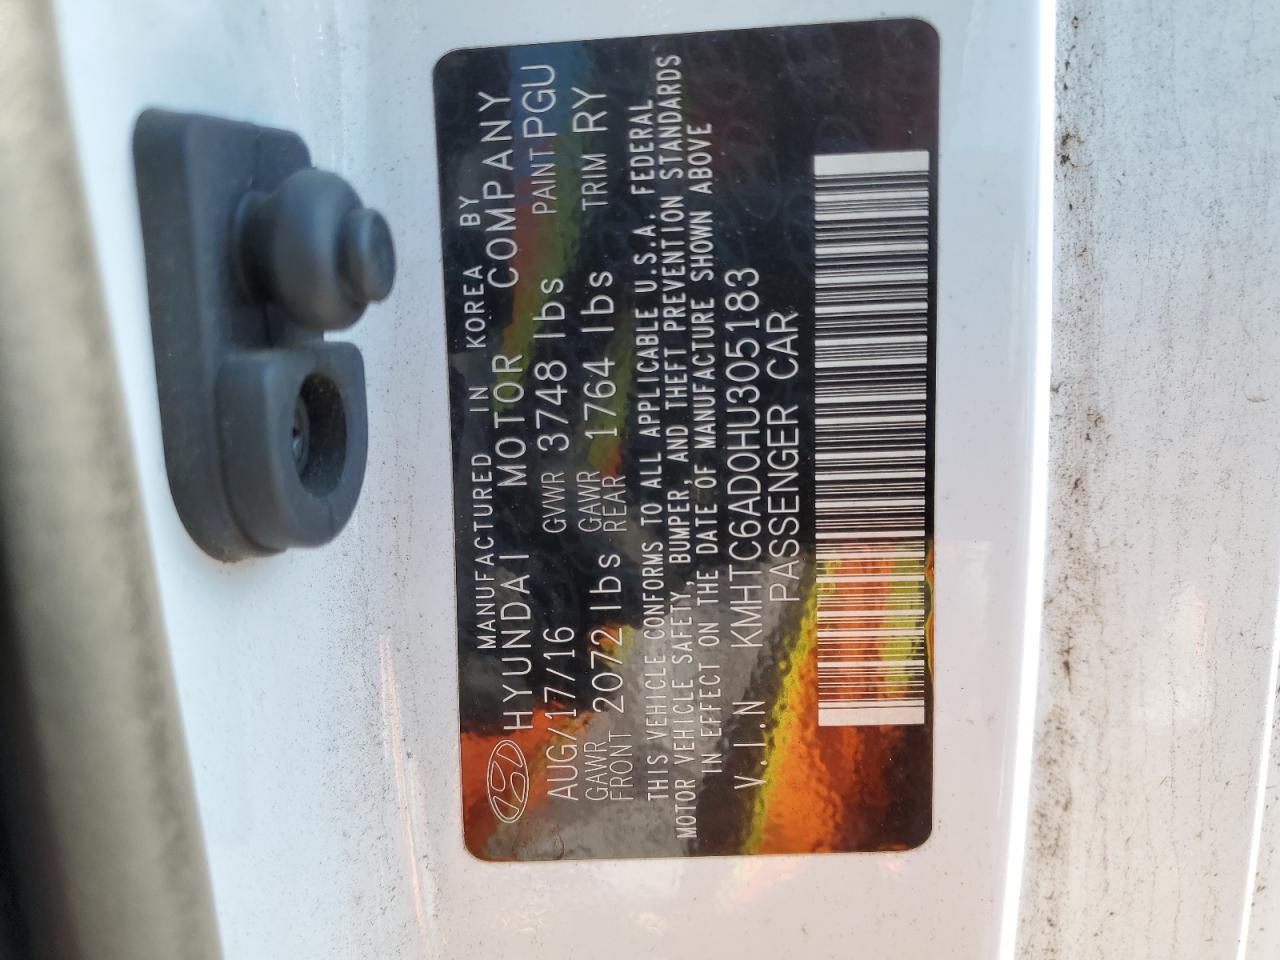 MANUFACTURED IN KOREA BY
HYUNDAI MOTOR COMPANY
AUG/17/16 GVWR 3748 lbs PAINT PGU
GAWR FRONT 2072 lbs GAWR REAR 1764 lbs TRIM RY
THIS VEHICLE CONFORMS TO ALL APPLICABLE U.S.A. FEDERAL
MOTOR VEHICLE SAFETY, BUMPER, AND THEFT PREVENTION STANDARDS
IN EFFECT ON THE DATE OF MANUFACTURE SHOWN ABOVE
V.I.N KMHTC6AD0HU305183
PASSENGER CAR